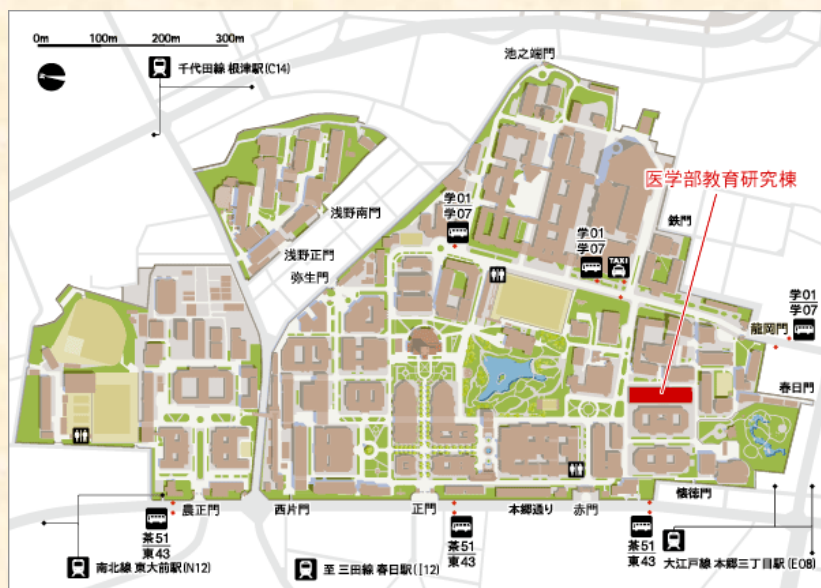 0m 100m 200m 300m
千代田線 根津駅(C14)
池之端門
医学部教育研究棟
浅野南門
学01
学07
学01
学07
TAXI
鉄門
浅野正門
弥生門
学01
学07
龍岡門
春日門
農正門
西片門
正門
本郷通り
赤門
懐徳門
茶51
東43
茶51
東43
茶51
東43
南北線 東大前駅(N12)
至 三田線 春日駅(I12)
大江戸線 本郷三丁目駅(E08)